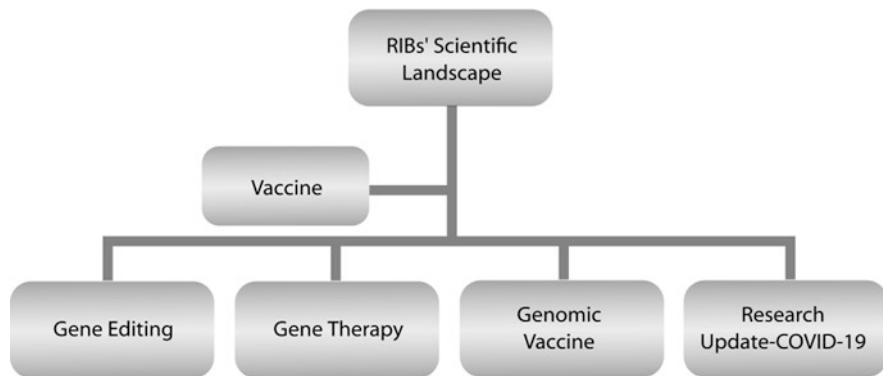 RIBs' Scientific
Landscape
Vaccine
Gene Editing
Gene Therapy
Genomic
Vaccine
Research
Update-COVID-19